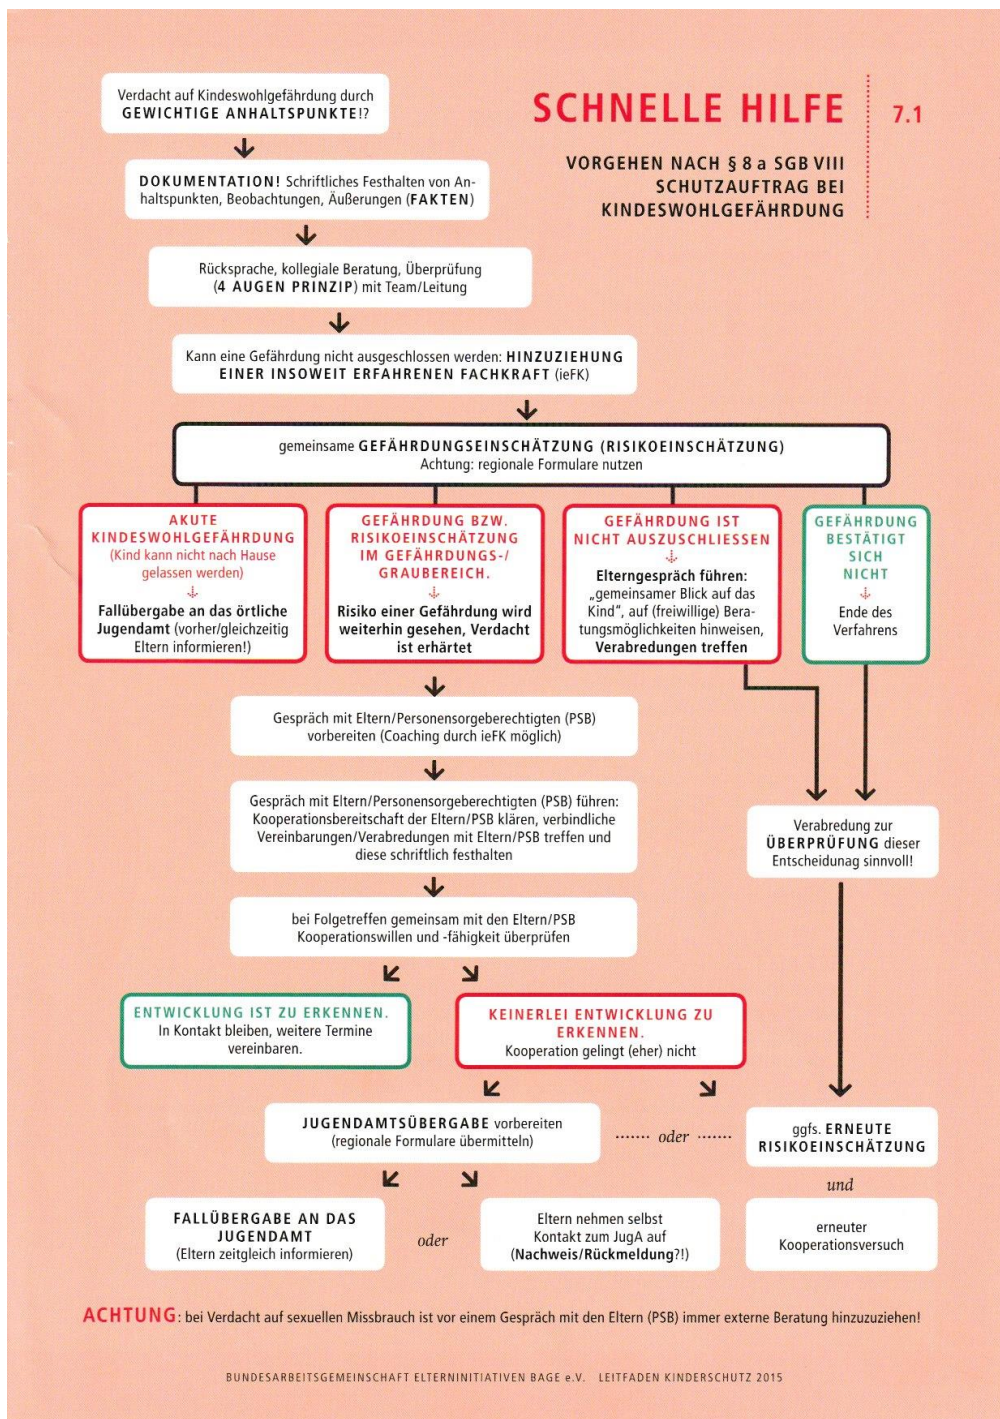 SCHNELLE HILFE
7.1
VORGEHEN NACH § 8 a SGB VIII
SCHUTZAUFTRAG BEI
KINDESWOHLGEFÄHRDUNG
Verdacht auf Kindeswohlgefährdung durch
GEWICHTIGE ANHALTSPUNKTE!?
DOKUMENTATION! Schriftliches Festhalten von An-
haltspunkten, Beobachtungen, Äußerungen (FAKTEN)
Rücksprache, kollegiale Beratung, Überprüfung
(4 AUGEN PRINZIP) mit Team/Leitung
Kann eine Gefährdung nicht ausgeschlossen werden: HINZUZIEHUNG
EINER INSOWEIT ERFAHRENEN FACHKRAFT (ieFK)
gemeinsame GEFÄHRDUNGSEINSCHÄTZUNG (RISIKOEINSCHÄTZUNG)
Achtung: regionale Formulare nutzen
AKUTE
KINDESWOHLGEFÄHRDUNG
(Kind kann nicht nach Hause
gelassen werden)
Fallübergabe an das örtliche
Jugendamt (vorher/gleichzeitig
Eltern informieren!)
GEFÄHRDUNG BZW.
RISIKOEINSCHÄTZUNG
IM GEFÄHRDUNGS-/
GRAUBEREICH.
Risiko einer Gefährdung wird
weiterhin gesehen, Verdacht
ist erhärtet
GEFÄHRDUNG IST
NICHT AUSZUSCHLIESSEN
Elterngespräch führen:
„gemeinsamer Blick auf das
Kind“, auf (freiwillige) Bera-
tungsmöglichkeiten hinweisen,
Verabredungen treffen
GEFÄHRDUNG
BESTÄTIGT
SICH
NICHT
Ende des
Verfahrens
Gespräch mit Eltern/Personensorgeberechtigten (PSB)
vorbereiten (Coaching durch ieFK möglich)
Gespräch mit Eltern/Personensorgeberechtigten (PSB) führen:
Kooperationsbereitschaft der Eltern/PSB klären, verbindliche
Vereinbarungen/Verabredungen mit Eltern/PSB treffen und
diese schriftlich festhalten
Verabredung zur
ÜBERPRÜFUNG dieser
Entscheidunag sinnvoll!
bei Folgetreffen gemeinsam mit den Eltern/PSB
Kooperationswillen und -fähigkeit überprüfen
ENTWICKLUNG IST ZU ERKENNEN.
In Kontakt bleiben, weitere Termine
vereinbaren.
KEINERLEI ENTWICKLUNG ZU
ERKENNEN.
Kooperation gelingt (eher) nicht
JUGENDAMTSÜBERGABE vorbereiten
(regionale Formulare übermitteln)
oder
ggfs. ERNEUTE
RISIKOEINSCHÄTZUNG
und
FALLÜBERGABE AN DAS
JUGENDAMT
(Eltern zeitgleich informieren)
oder
Eltern nehmen selbst
Kontakt zum JugA auf
(Nachweis/Rückmeldung?!)
erneuter
Kooperationsversuch
ACHTUNG: bei Verdacht auf sexuellen Missbrauch ist vor einem Gespräch mit den Eltern (PSB) immer externe Beratung hinzuzuziehen!
BUNDESARBEITSGEMEINSCHAFT ELTERNINITIATIVEN BAGE e.V. LEITFADEN KINDERSCHUTZ 2015